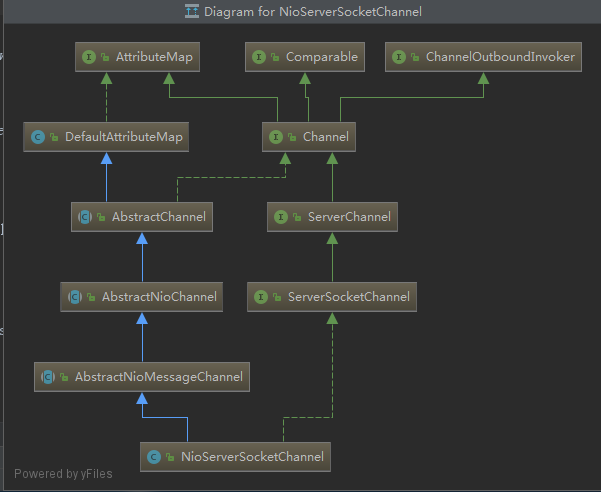 Diagram for NioServerSocketChannel
I AttributeMap
I Comparable
I ChannelOutboundInvoker
C DefaultAttributeMap
I Channel
C AbstractChannel
I ServerChannel
C AbstractNioChannel
I ServerSocketChannel
C AbstractNioMessageChannel
C NioServerSocketChannel
Powered by yFiles